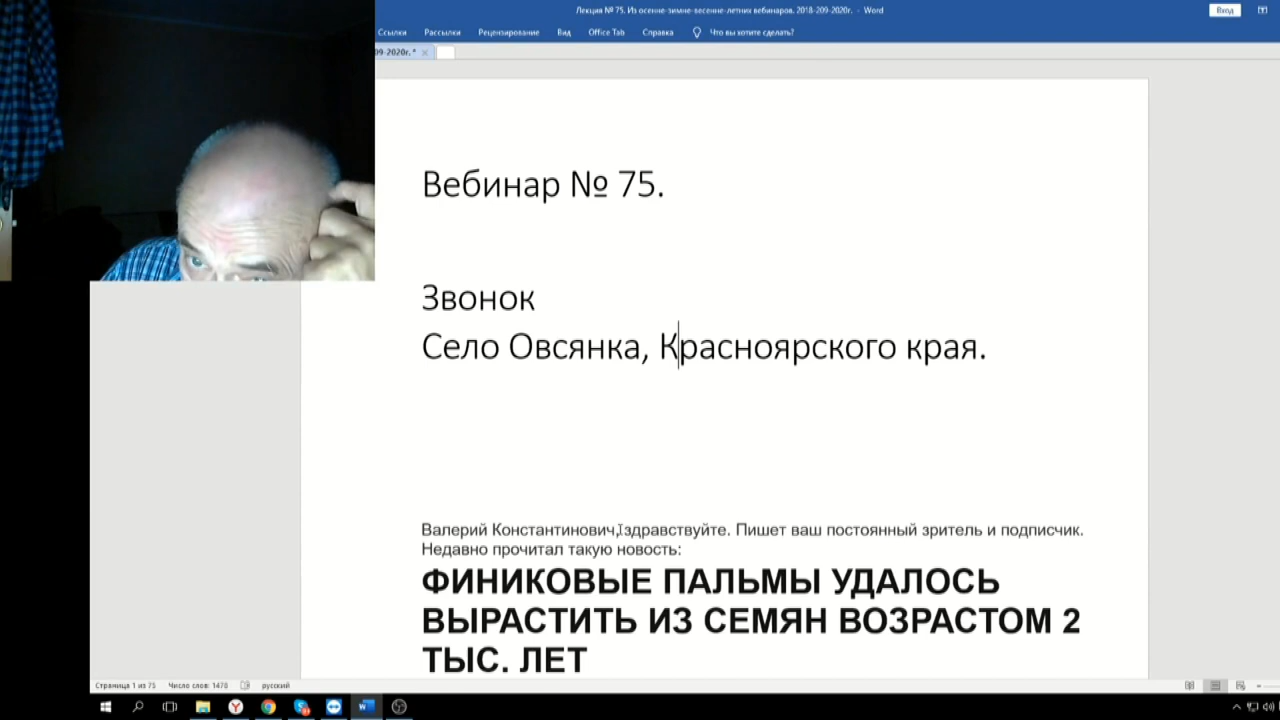 Лекция № 75. Из осенне-зимне-весенне-летних вебинаров. 2018-209-2020г. - Word
Вход
Ссылки Рассылки Рецензирование Вид Office Tab Справка Что вы хотите сделать?
09-2020г. *
Вебинар № 75.
Звонок
Село Овсянка, Красноярского края.
Валерий Константинович, здравствуйте. Пишет ваш постоянный зритель и подписчик.
Недавно прочитал такую новость:
ФИНИКОВЫЕ ПАЛЬМЫ УДАЛОСЬ
ВЫРАСТИТЬ ИЗ СЕМЯН ВОЗРАСТОМ 2
ТЫС. ЛЕТ
Страница 1 из 75 Число слов: 1470 русский